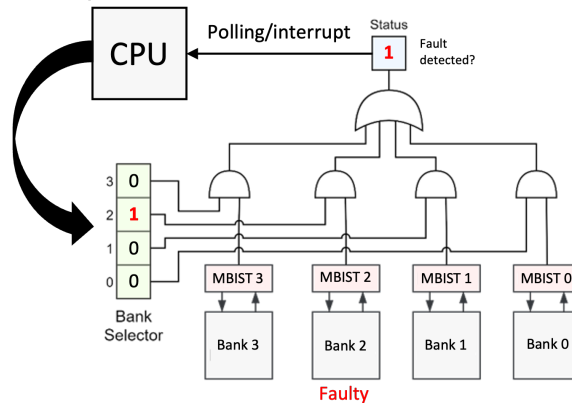 CPU
Polling/interrupt
Status
1
Fault
detected?
3 0
2 1
1 0
0 0
Bank
Selector
MBIST 3 MBIST 2 MBIST 1 MBIST 0
Bank 3 Bank 2 Bank 1 Bank 0
Faulty